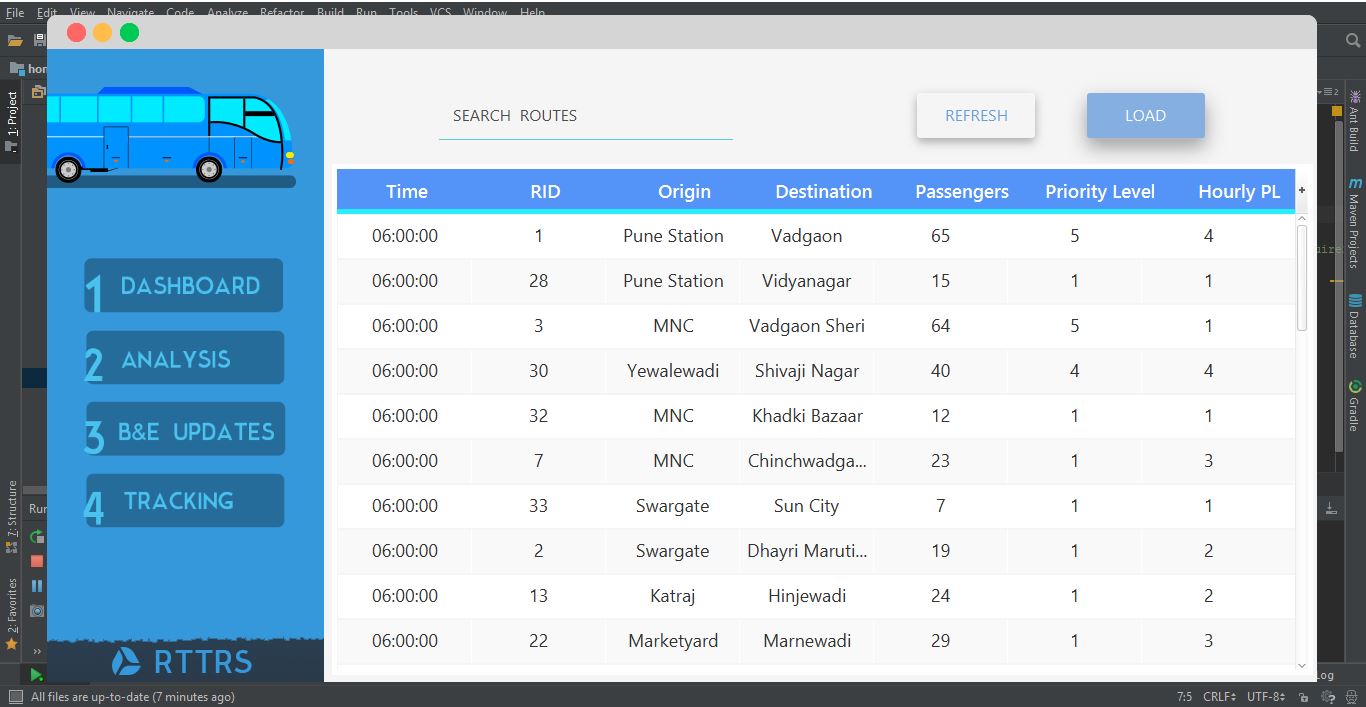 File Edit View Navigate Code Analyze Refactor Build Run Tools VCS Window Help
hom
1: Project
7: Structure
2: Favorites
Run
1 DASHBOARD
2 ANALYSIS
3 B&E UPDATES
4 TRACKING
RTTRS
SEARCH ROUTES REFRESH LOAD
Time RID Origin Destination Passengers Priority Level Hourly PL +
06:00:00 1 Pune Station Vadgaon 65 5 4
06:00:00 28 Pune Station Vidyanagar 15 1 1
06:00:00 3 MNC Vadgaon Sheri 64 5 1
06:00:00 30 Yewalewadi Shivaji Nagar 40 4 4
06:00:00 32 MNC Khadki Bazaar 12 1 1
06:00:00 7 MNC Chinchwadga... 23 1 3
06:00:00 33 Swargate Sun City 7 1 1
06:00:00 2 Swargate Dhayri Maruti... 19 1 2
06:00:00 13 Katraj Hinjewadi 24 1 2
06:00:00 22 Marketyard Marnewadi 29 1 3
Ant Build
m Maven Projects
Database
Gradle
Log
All files are up-to-date (7 minutes ago) 7:5 CRLF UTF-8